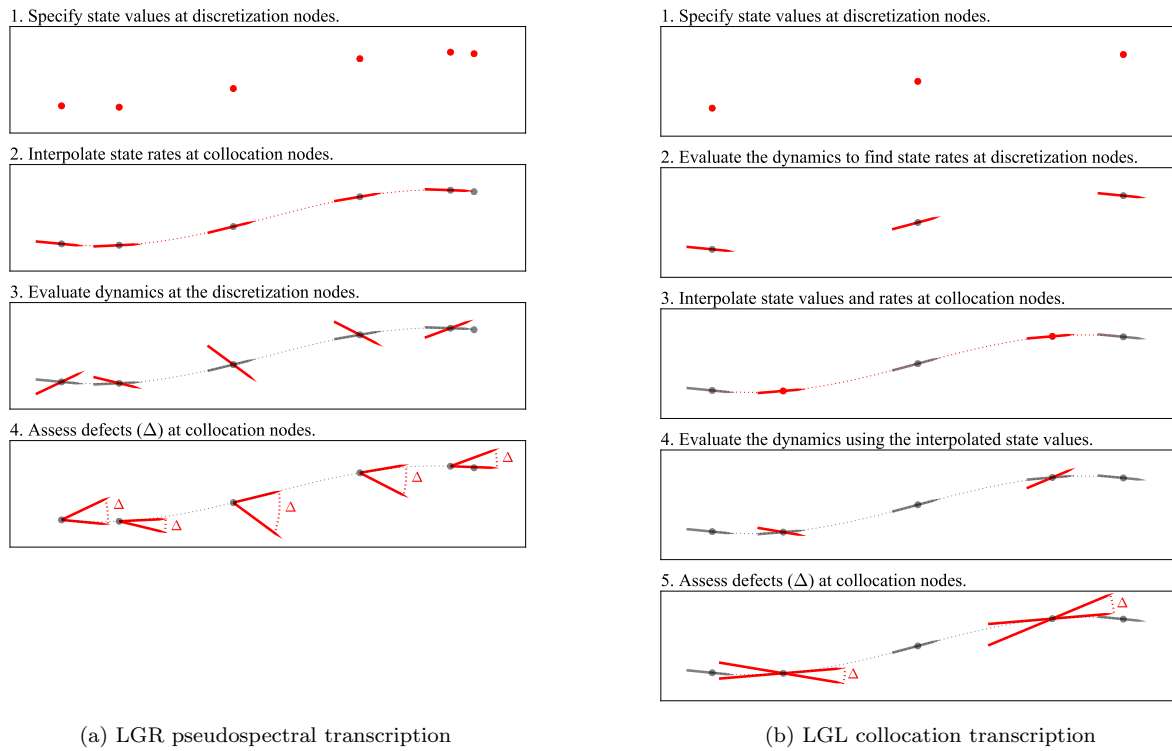 1. Specify state values at discretization nodes.
2. Interpolate state rates at collocation nodes.
3. Evaluate dynamics at the discretization nodes.
4. Assess defects (Δ) at collocation nodes.
Δ
Δ
Δ
Δ
Δ
(a) LGR pseudospectral transcription
1. Specify state values at discretization nodes.
2. Evaluate the dynamics to find state rates at discretization nodes.
3. Interpolate state values and rates at collocation nodes.
4. Evaluate the dynamics using the interpolated state values.
5. Assess defects (Δ) at collocation nodes.
Δ
Δ
(b) LGL collocation transcription